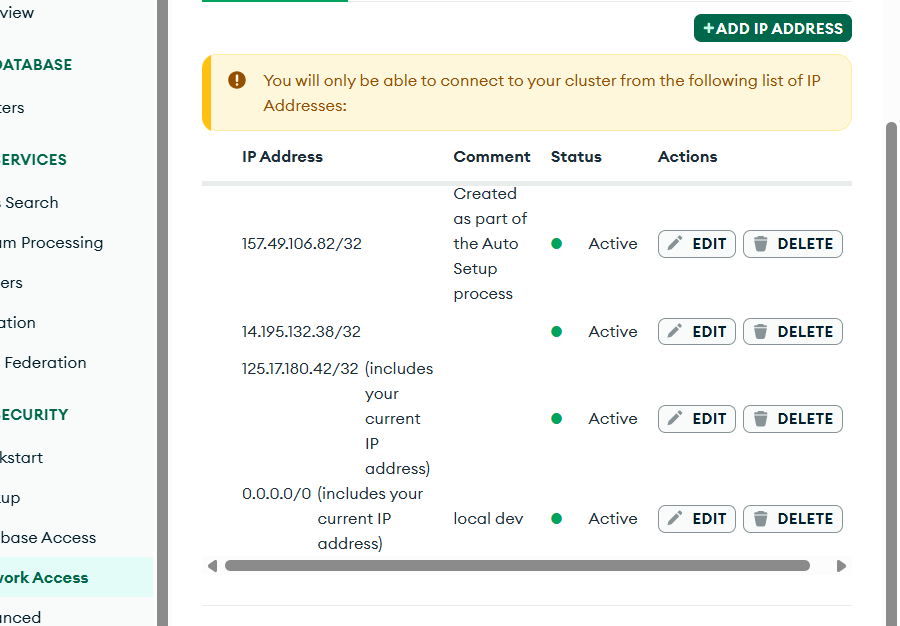 view
DATABASE
ters
SERVICES
s Search
am Processing
ers
ation
Federation
SECURITY
kstart
kup
base Access
work Access
anced
+ADD IP ADDRESS
You will only be able to connect to your cluster from the following list of IP
Addresses:
IP Address Comment Status Actions
157.49.106.82/32 Created
as part of
the Auto
Setup
process Active EDIT DELETE
14.195.132.38/32 Active EDIT DELETE
125.17.180.42/32 (includes
your
current
IP
address) Active EDIT DELETE
0.0.0.0/0 (includes your
current IP
address) local dev Active EDIT DELETE